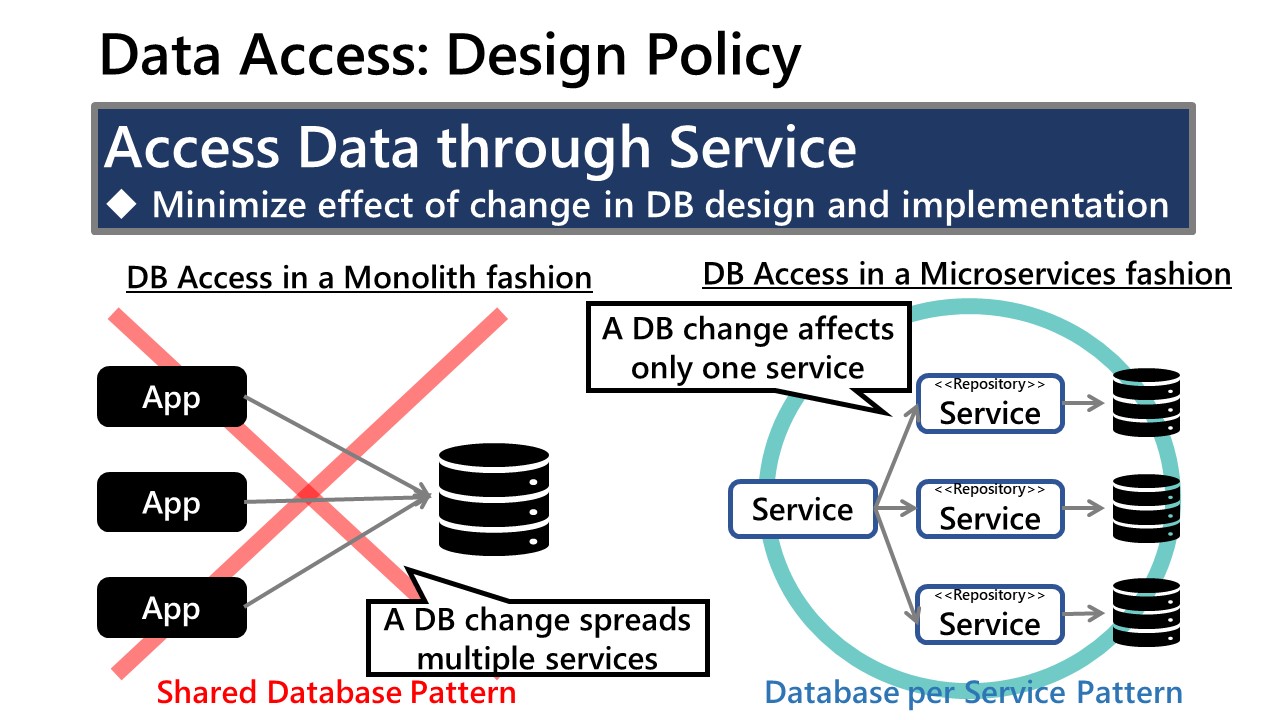 Data Access: Design Policy
Access Data through Service
◆ Minimize effect of change in DB design and implementation
DB Access in a Monolith fashion
App
App
App
A DB change spreads
multiple services
Shared Database Pattern
DB Access in a Microservices fashion
A DB change affects
only one service
Service
<<Repository>>
Service
<<Repository>>
Service
<<Repository>>
Service
Database per Service Pattern